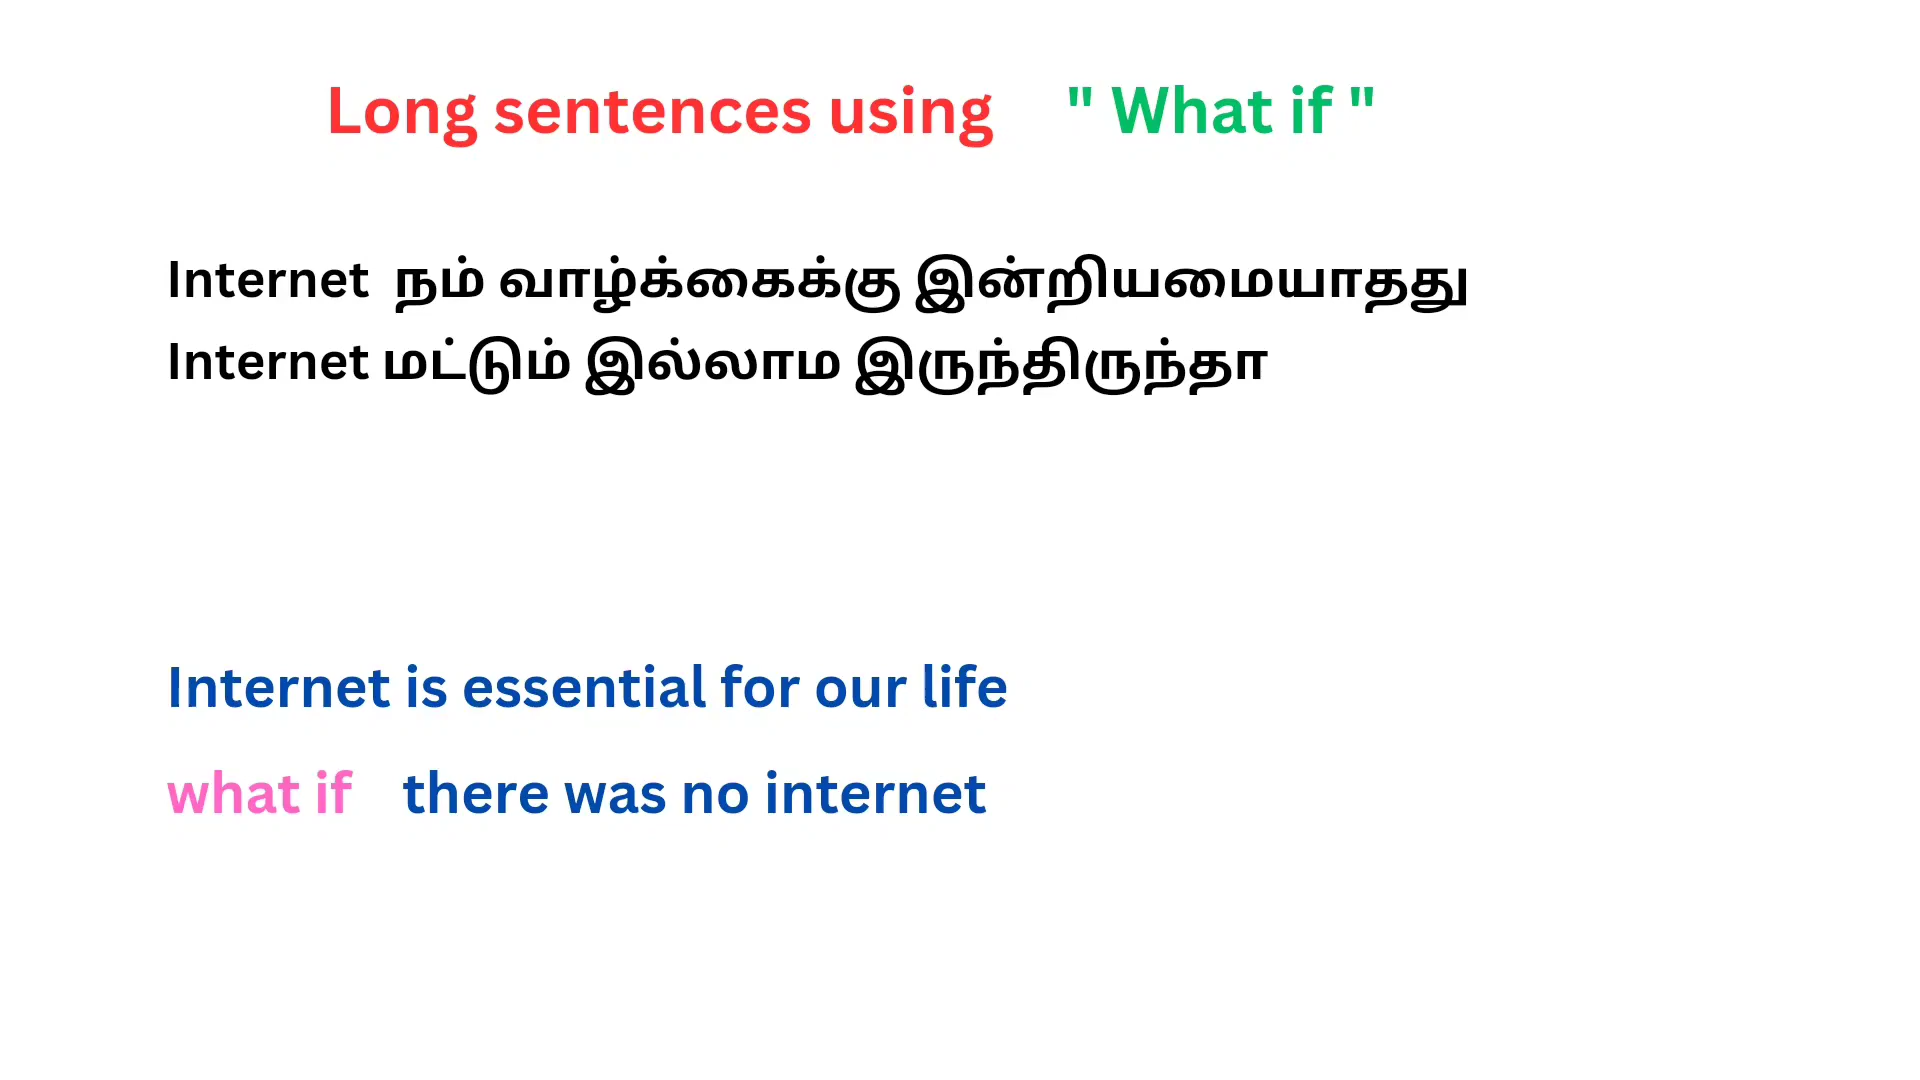 Long sentences using " What if "
Internet நம் வாழ்க்கைக்கு இன்றியமையாதது
Internet மட்டும் இல்லாம இருந்திருந்தா
Internet is essential for our life
what if there was no internet